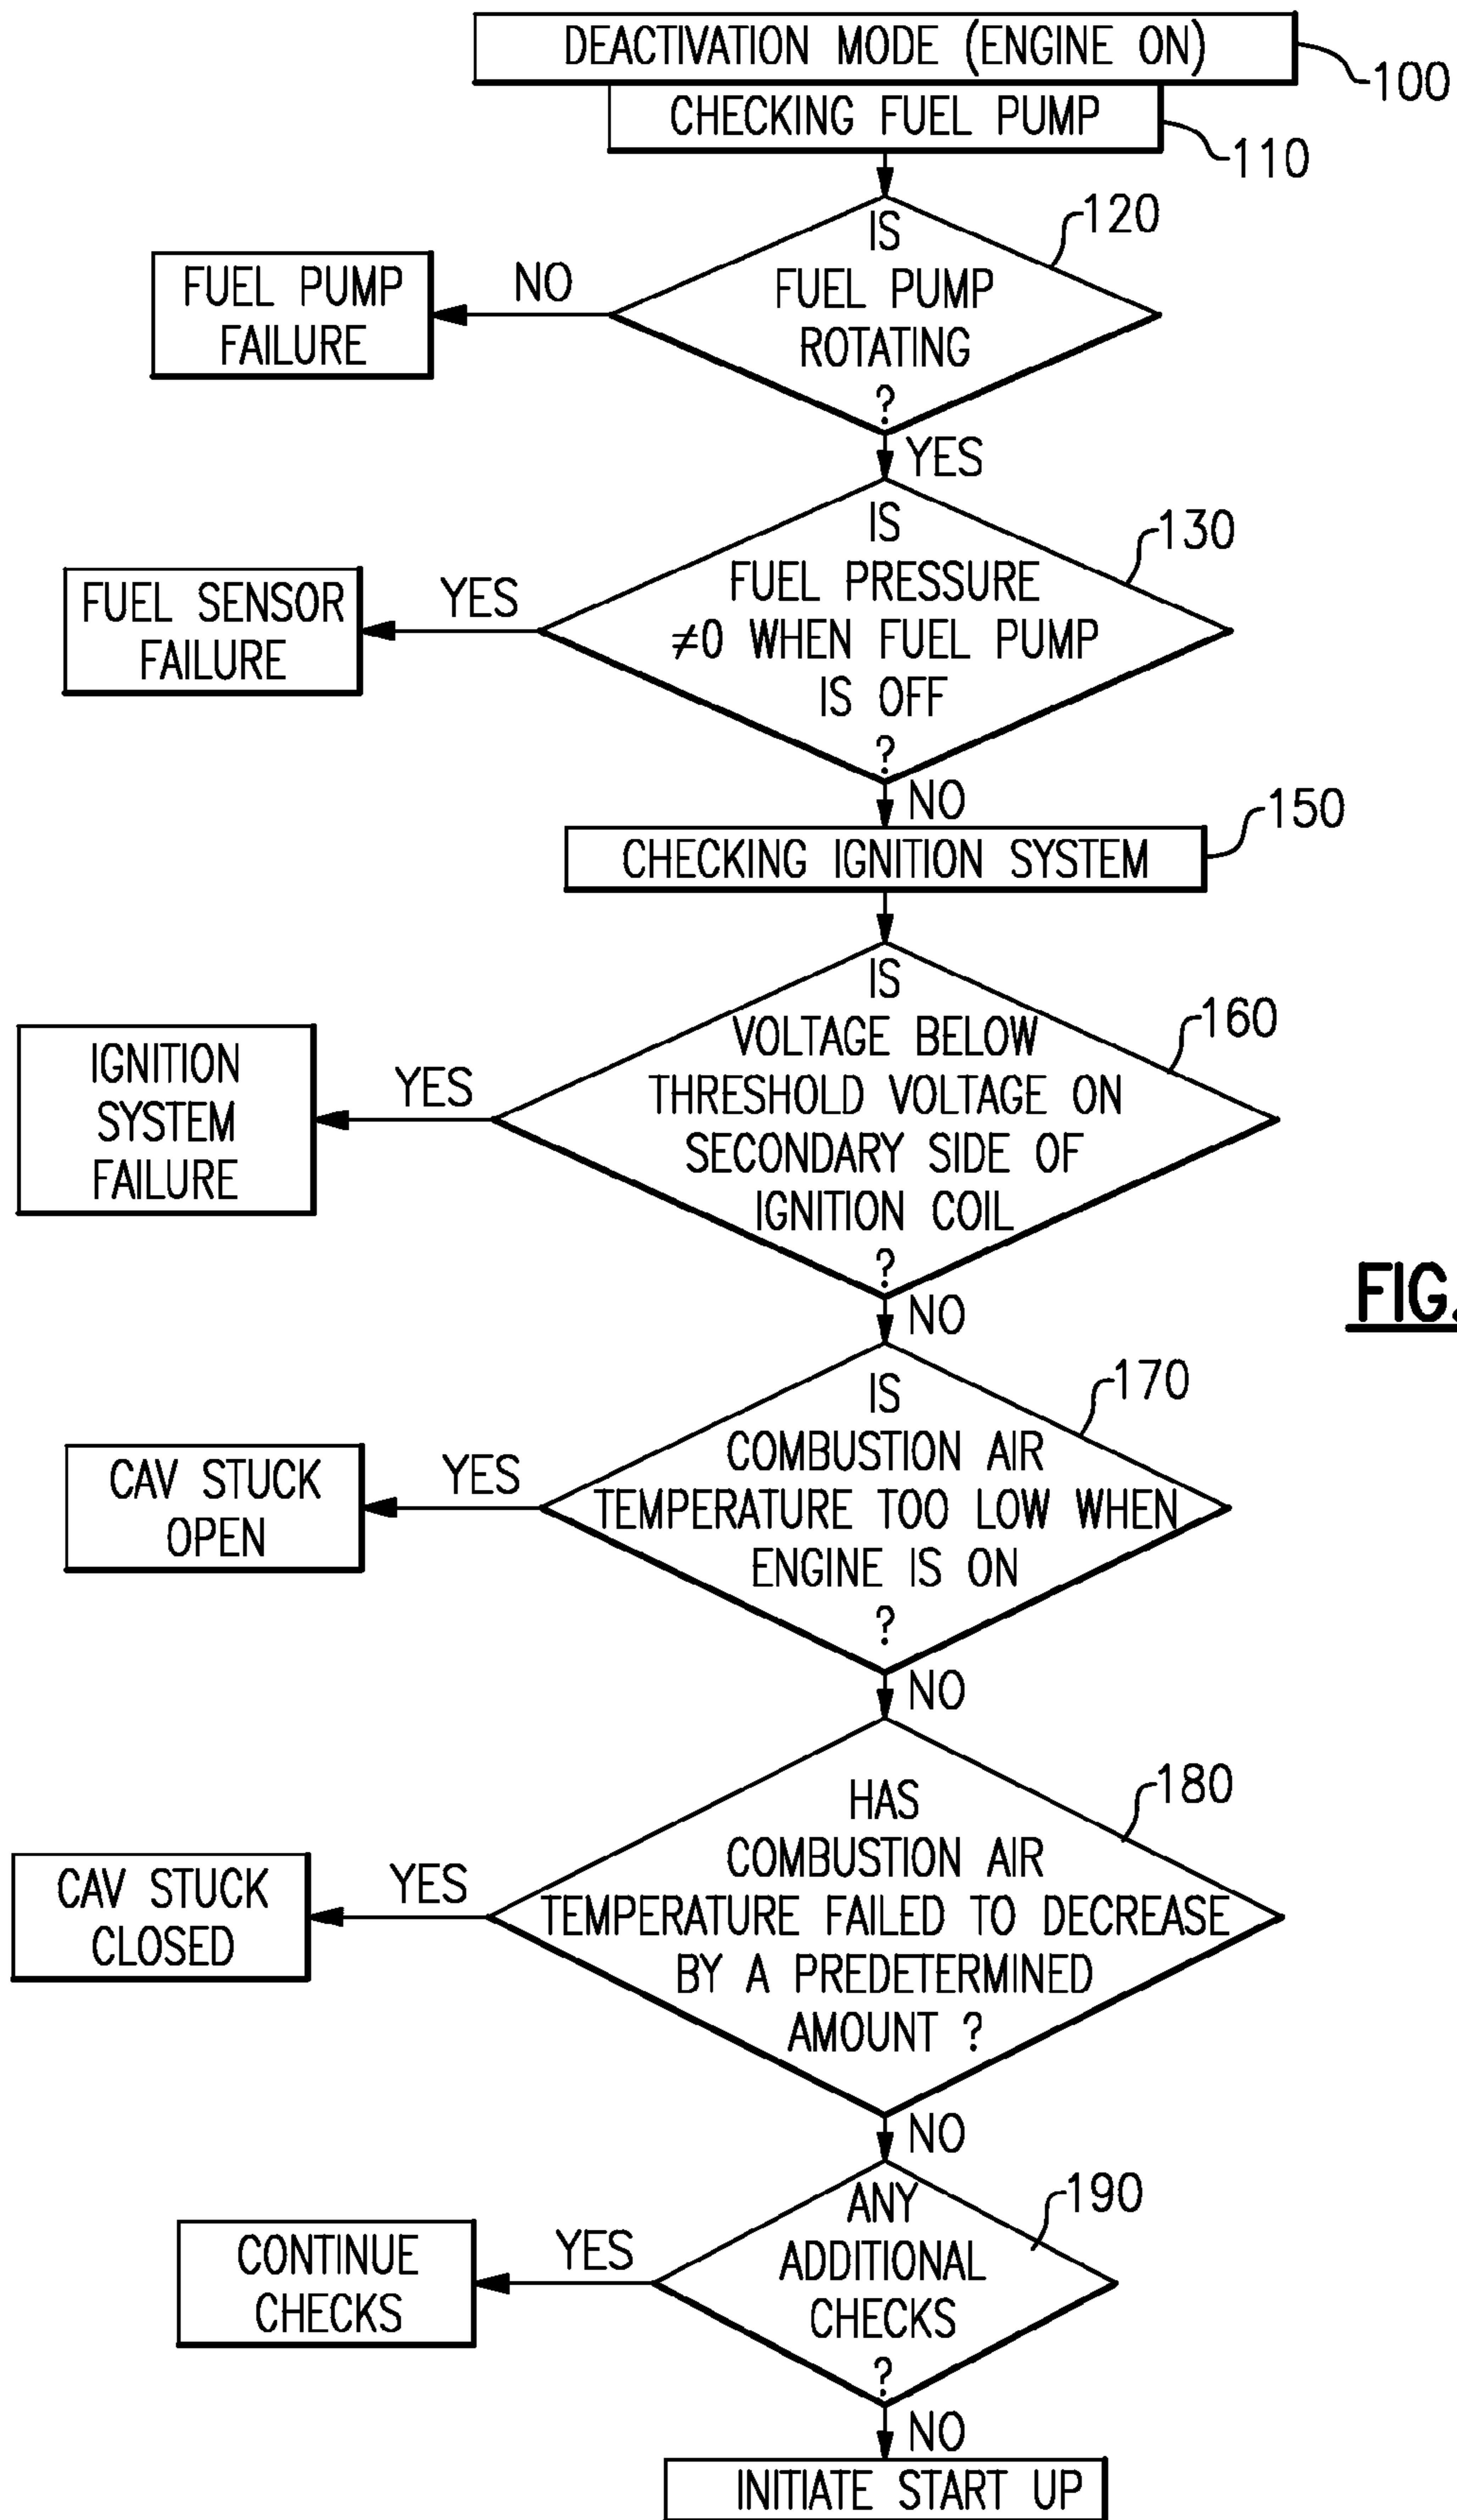 DEACTIVATION MODE (ENGINE ON)
100
CHECKING FUEL PUMP
110
120
IS
FUEL PUMP
ROTATING
?
NO
FUEL PUMP
FAILURE
YES
130
IS
FUEL PRESSURE
≠0 WHEN FUEL PUMP
IS OFF
?
YES
FUEL SENSOR
FAILURE
NO
150
CHECKING IGNITION SYSTEM
160
IS
VOLTAGE BELOW
THRESHOLD VOLTAGE ON
SECONDARY SIDE OF
IGNITION COIL
?
YES
IGNITION
SYSTEM
FAILURE
NO
FIG.
170
IS
COMBUSTION AIR
TEMPERATURE TOO LOW WHEN
ENGINE IS ON
?
YES
CAV STUCK
OPEN
NO
180
HAS
COMBUSTION AIR
TEMPERATURE FAILED TO DECREASE
BY A PREDETERMINED
AMOUNT ?
YES
CAV STUCK
CLOSED
NO
190
ANY
ADDITIONAL
CHECKS
?
YES
CONTINUE
CHECKS
NO
INITIATE START UP